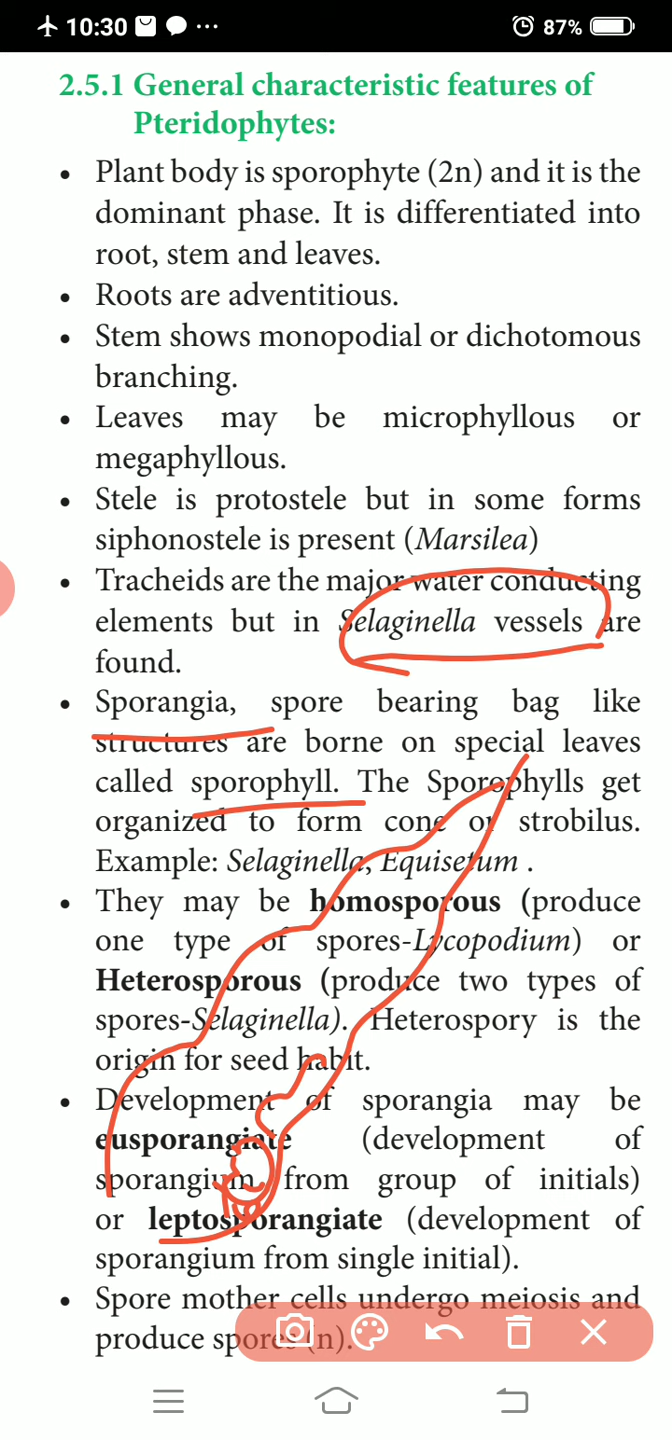 10:30
87%
2.5.1 General characteristic features of
Pteridophytes:
• Plant body is sporophyte (2n) and it is the
dominant phase. It is differentiated into
root, stem and leaves.
• Roots are adventitious.
• Stem shows monopodial or dichotomous
branching.
• Leaves may be microphyllous or
megaphyllous.
• Stele is protostele but in some forms
siphonostele is present (Marsilea)
• Tracheids are the major water conducting
elements but in Selaginella vessels are
found.
• Sporangia, spore bearing bag like
structures are borne on special leaves
called sporophyll. The Sporophylls get
organized to form cone or strobilus.
Example: Selaginella, Equisetum .
• They may be homosporous (produce
one type of spores-Lycopodium) or
Heterosporous (produce two types of
spores-Selaginella). Heterospory is the
origin for seed habit.
• Development of sporangia may be
eusporangiate (development of
sporangium from group of initials)
or leptosporangiate (development of
sporangium from single initial).
• Spore mother cells undergo meiosis and
produce spores (n).